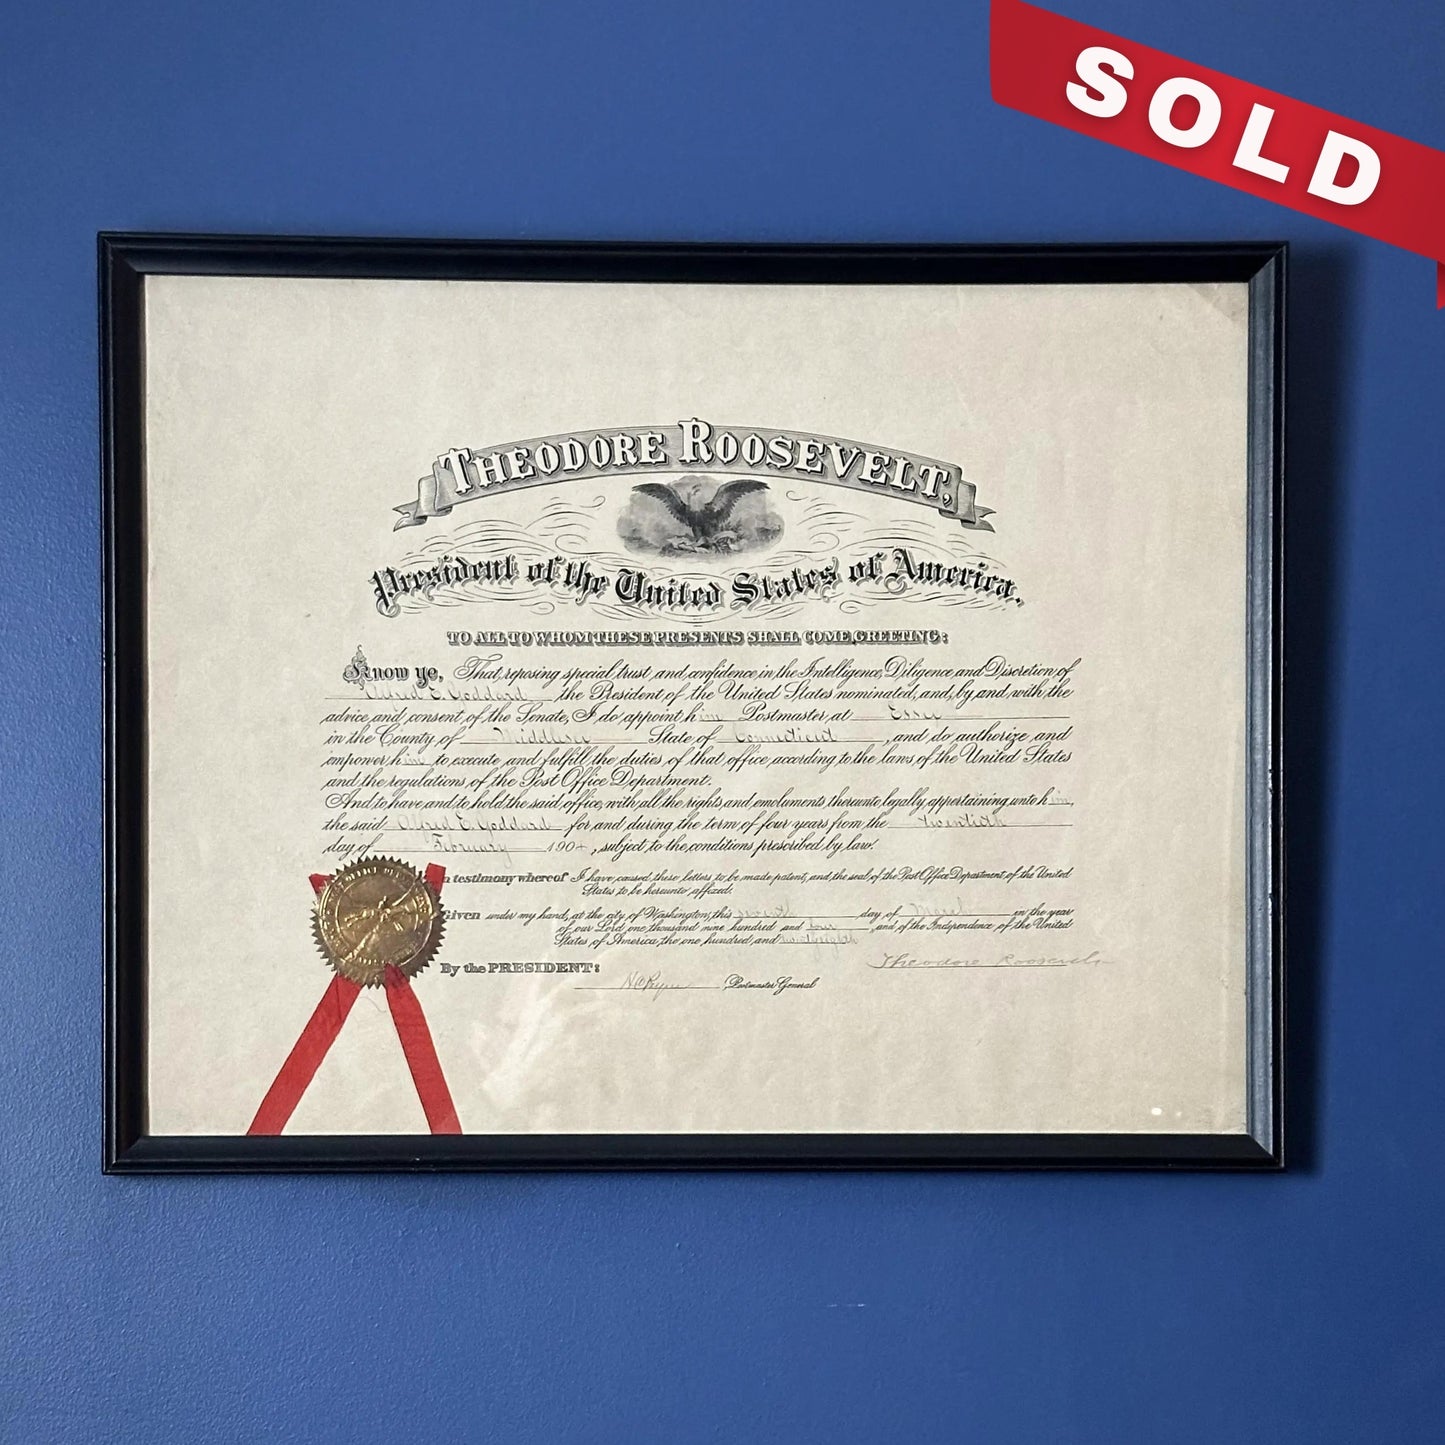 SOLD
THEODORE ROOSEVELT,
President of the United States of America.
TO ALL TO WHOM THESE PRESENTS SHALL COME, GREETING:
Know ye, That, reposing special trust and confidence in the Intelligence, Diligence and Discretion of
Alfred E. Goddard the President of the United States nominated, and, by and with the
advice and consent of the Senate, I do appoint him Postmaster, at Essex
in the County of Middlesex State of Connecticut, and do authorize and
empower him to execute and fulfill the duties of that office according to the laws of the United States
and the regulations of the Post Office Department.
And to have and to hold the said office, with all the rights and emoluments thereunto legally appertaining unto him,
the said Alfred E. Goddard for and during the term of four years from the twentieth
day of February 1904, subject to the conditions prescribed by law.
In testimony whereof I have caused these letters to be made patent, and the seal of the Post Office Department of the United
States to be hereunto affixed.
Given under my hand, at the city of Washington, this seventh day of March in the year
of our Lord one thousand nine hundred and four, and of the Independence of the United
States of America, the one hundred and twenty eighth
Theodore Roosevelt
By the PRESIDENT:
Postmaster General